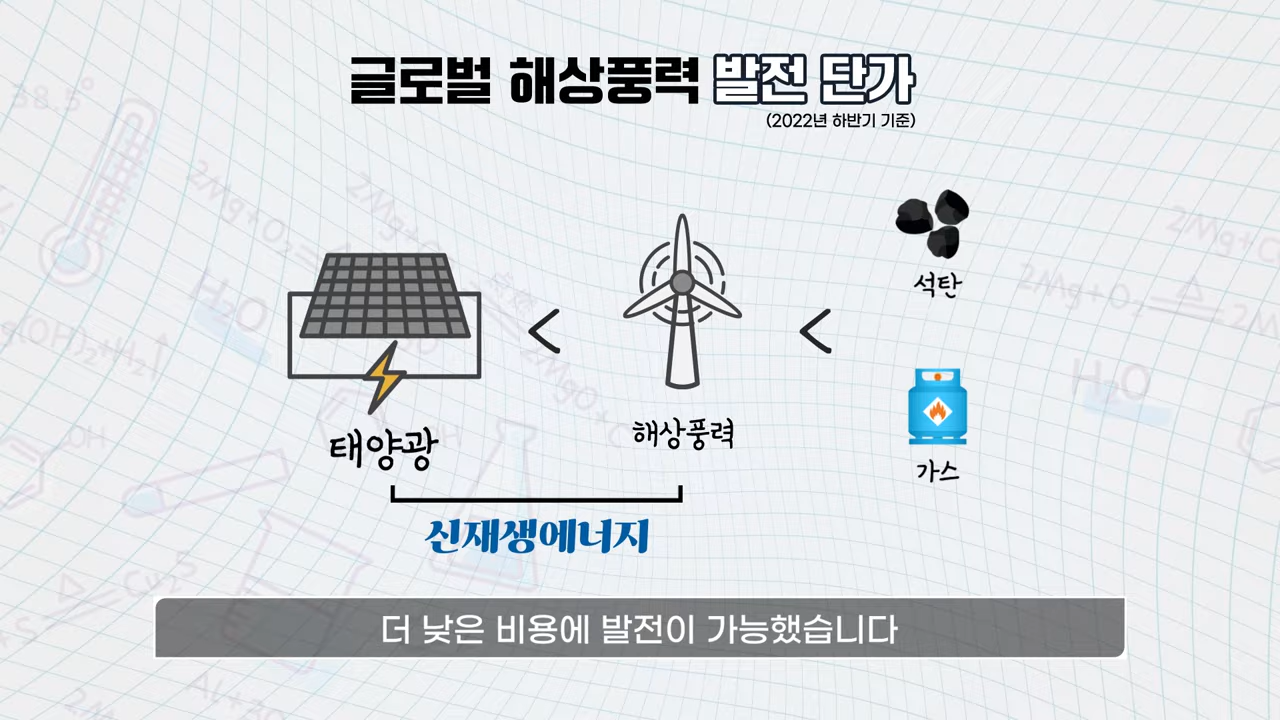 글로벌 해상풍력 발전 단가
(2022년 하반기 기준)
석탄
태양광
해상풍력
가스
신재생에너지
더 낮은 비용에 발전이 가능했습니다